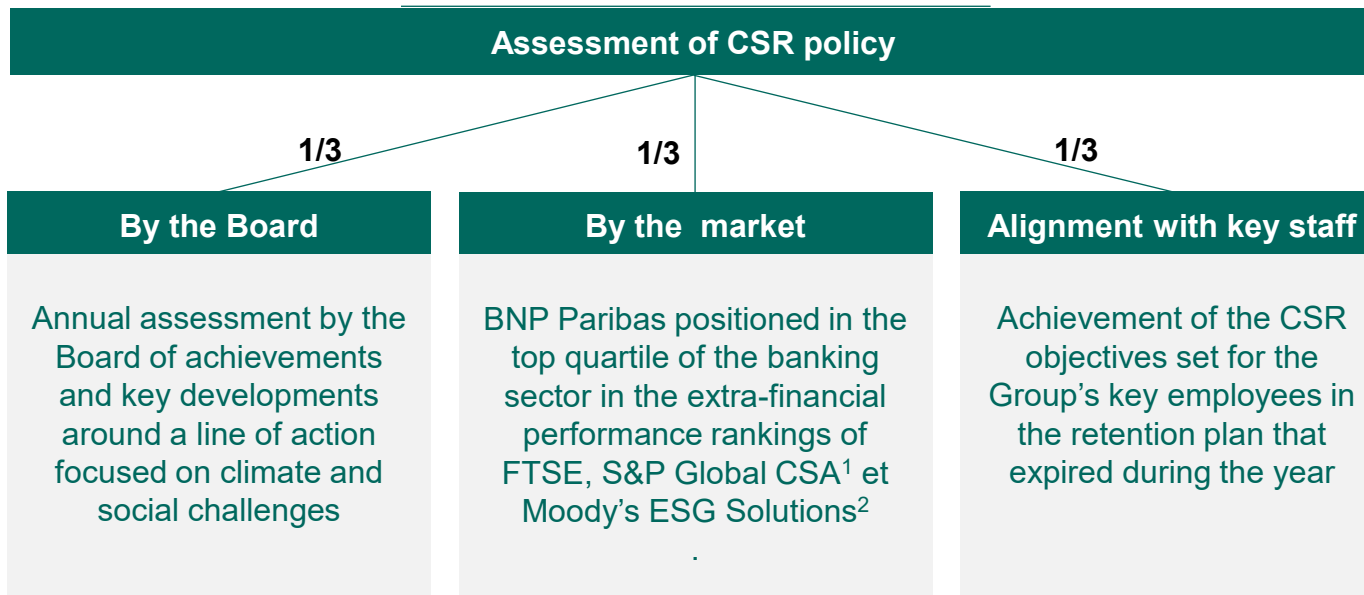 Assessment of CSR policy
1/3
1/3
1/3
By the Board
Annual assessment by the
Board of achievements
and key developments
around a line of action
focused on climate and
social challenges
By the  market
BNP Paribas positioned in the
top quartile of the banking
sector in the extra-financial
performance rankings of
FTSE, S&P Global CSA¹ et
Moody's ESG Solutions²
.
Alignment with key staff
Achievement of the CSR
objectives set for the
Group's key employees in
the retention plan that
expired during the year